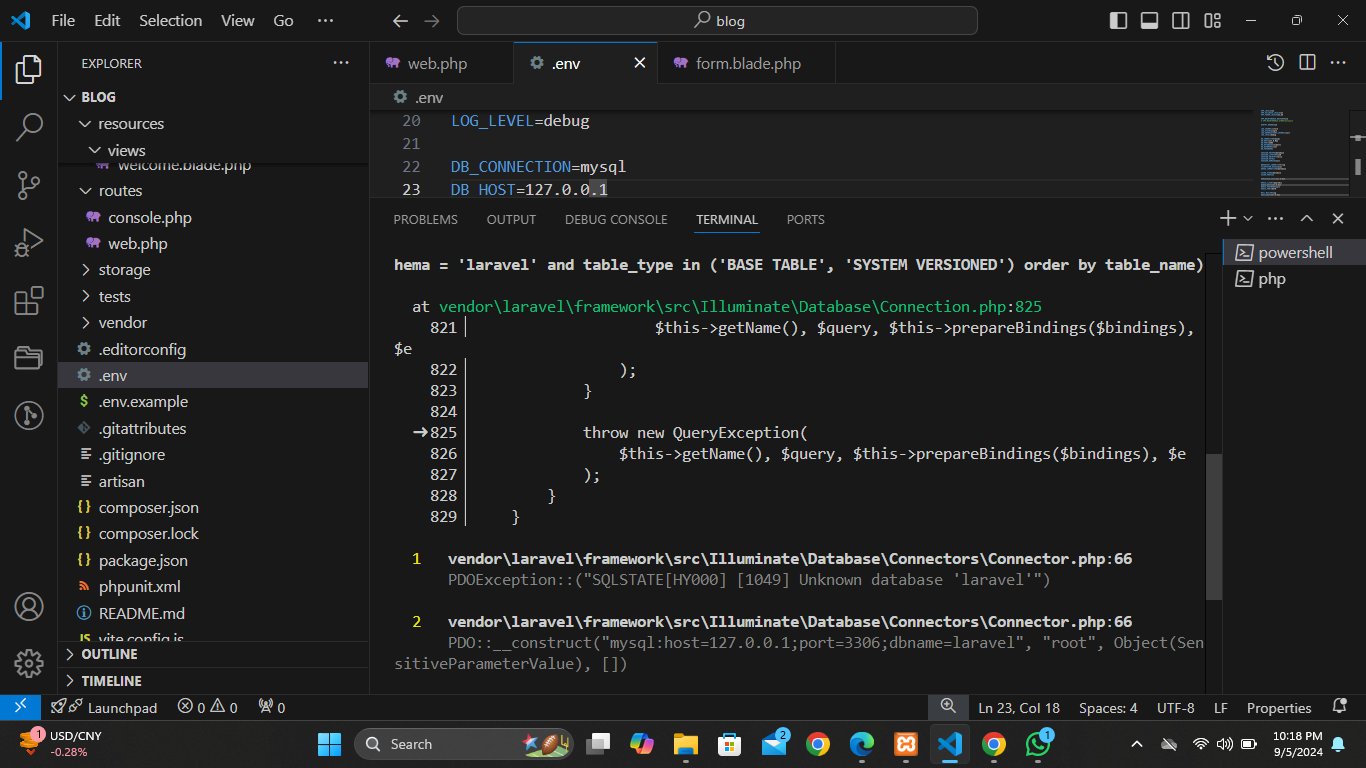 File Edit Selection View Go ···
blog
EXPLORER
BLOG
resources
views
welcome.blade.php
routes
console.php
web.php
storage
tests
vendor
.editorconfig
.env
.env.example
.gitattributes
.gitignore
artisan
composer.json
composer.lock
package.json
phpunit.xml
README.md
vite.config.js
OUTLINE
TIMELINE
web.php .env form.blade.php
.env
20 LOG_LEVEL=debug
21
22 DB_CONNECTION=mysql
23 DB_HOST=127.0.0.1
PROBLEMS OUTPUT DEBUG CONSOLE TERMINAL PORTS
powershell
php
hema = 'laravel' and table_type in ('BASE TABLE', 'SYSTEM VERSIONED') order by table_name)
at vendor\laravel\framework\src\Illuminate\Database\Connection.php:825
821 $this->getName(), $query, $this->prepareBindings($bindings),
$e
822 );
823 }
824
➜825 throw new QueryException(
826 $this->getName(), $query, $this->prepareBindings($bindings), $e
827 );
828 }
829 }
1 vendor\laravel\framework\src\Illuminate\Database\Connectors\Connector.php:66
PDOException::("SQLSTATE[HY000] [1049] Unknown database 'laravel'")
2 vendor\laravel\framework\src\Illuminate\Database\Connectors\Connector.php:66
PDO::__construct("mysql:host=127.0.0.1;port=3306;dbname=laravel", "root", Object(Sen
sitiveParameterValue), [])
Launchpad 0 0 0 Ln 23, Col 18 Spaces: 4 UTF-8 LF Properties
1 USD/CNY
-0.28%
Search
2
1
10:18 PM
9/5/2024